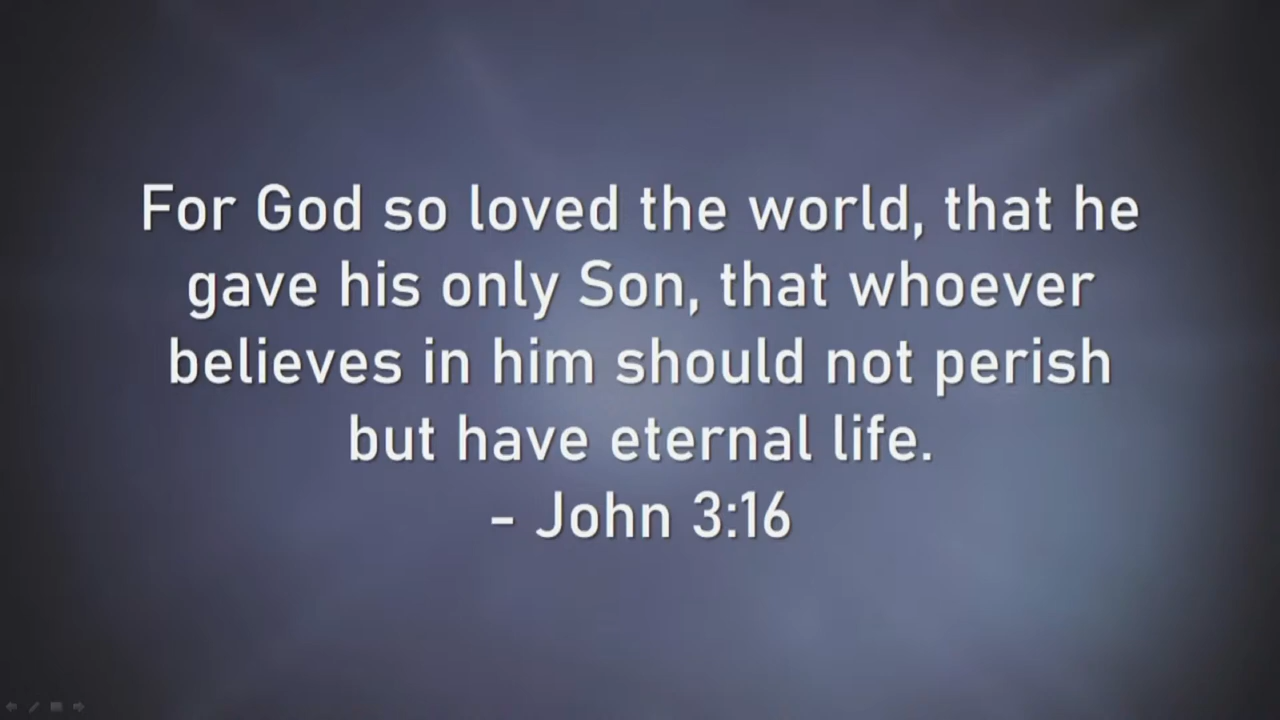 For God so loved the world, that he
gave his only Son, that whoever
believes in him should not perish
but have eternal life.
- John 3:16